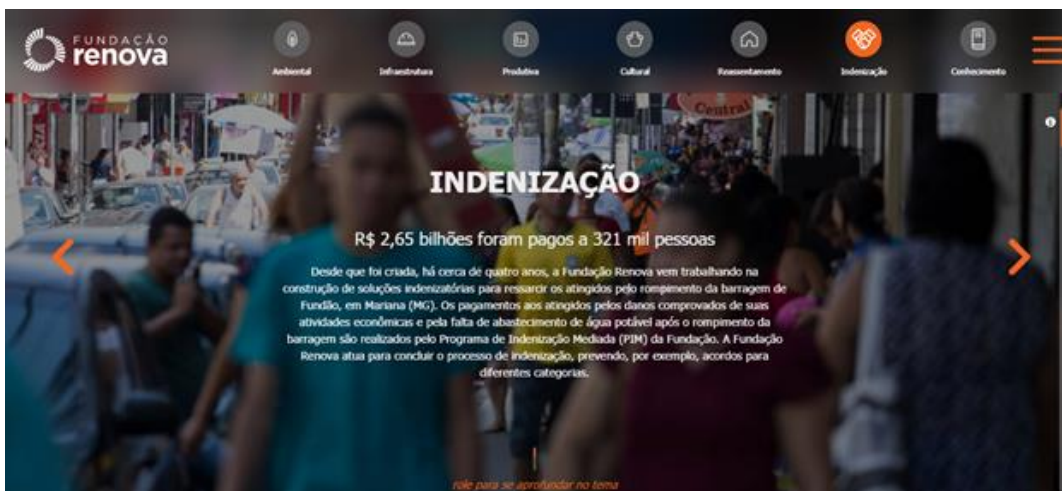 FUNDAÇÃO
renova
Ambiental
Infraestrutura
Produtiva
Cultural
Reassentamento
Indenização
Conhecimento
Central
INDENIZAÇÃO
R$ 2,65 bilhões foram pagos a 321 mil pessoas
Desde que foi criada, há cerca de quatro anos, a Fundação Renova vem trabalhando na
construção de soluções indenizatórias para ressarcir os atingidos pelo rompimento da barragem de
Fundão, em Mariana (MG). Os pagamentos aos atingidos pelos danos comprovados de suas
atividades econômicas e pela falta de abastecimento de água potável após o rompimento da
barragem são realizados pelo Programa de Indenização Mediada (PIM) da Fundação. A Fundação
Renova atua para concluir o processo de indenização, prevendo, por exemplo, acordos para
diferentes categorias.
role para se aprofundar no tema